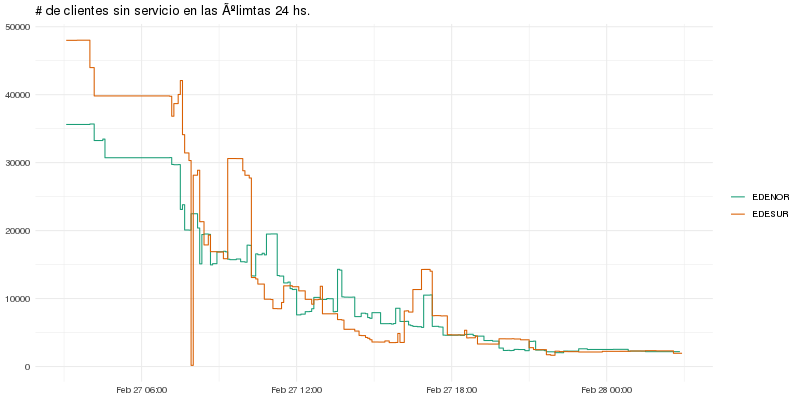 # de clientes sin servicio en las Ãºlimtas 24 hs.
50000
40000
30000
20000
10000
0
Feb 27 06:00
Feb 27 12:00
Feb 27 18:00
Feb 28 00:00
EDENOR
EDESUR